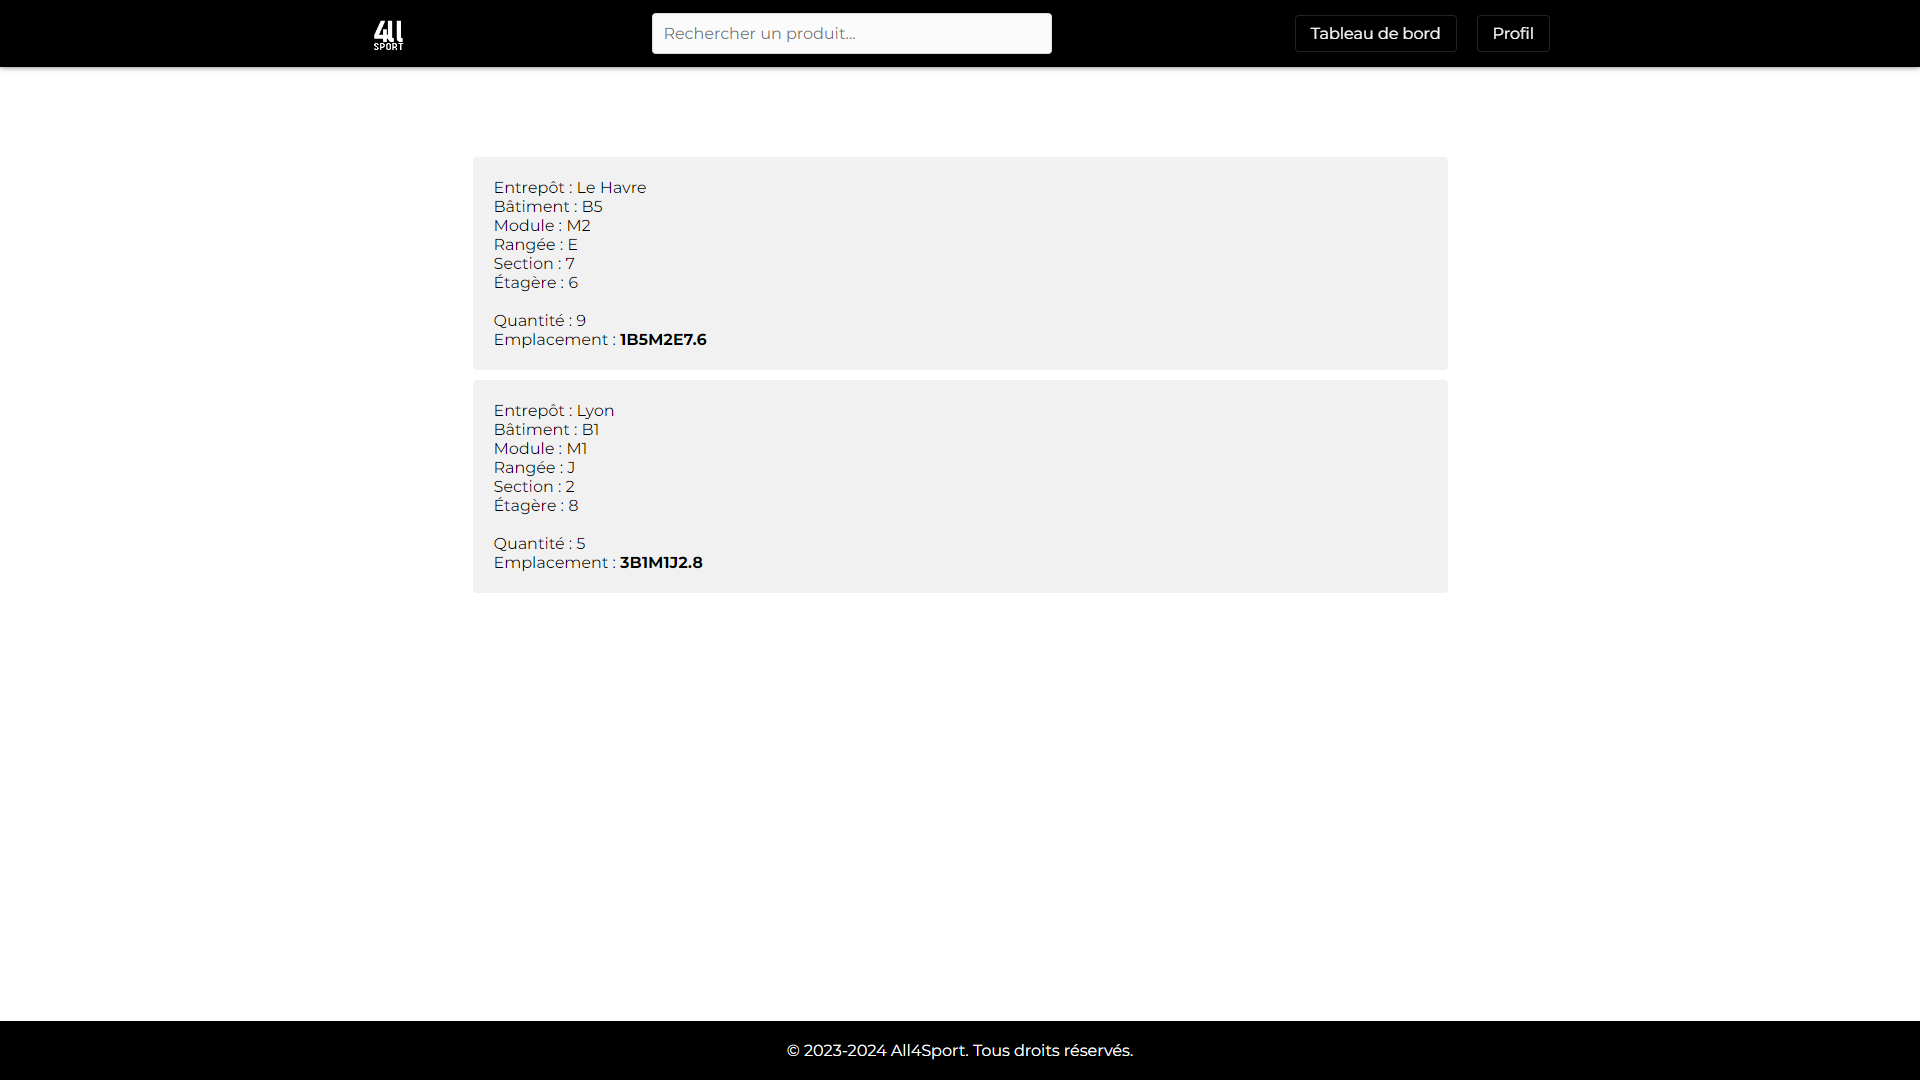 4ll
SPORT
Rechercher un produit...
Tableau de bord
Profil
Entrepôt : Le Havre
Bâtiment : B5
Module : M2
Rangée : E
Section : 7
Étagère : 6
Quantité : 9
Emplacement : 1B5M2E7.6
Entrepôt : Lyon
Bâtiment : B1
Module : M1
Rangée : J
Section : 2
Étagère : 8
Quantité : 5
Emplacement : 3B1M1J2.8
© 2023-2024 All4Sport. Tous droits réservés.